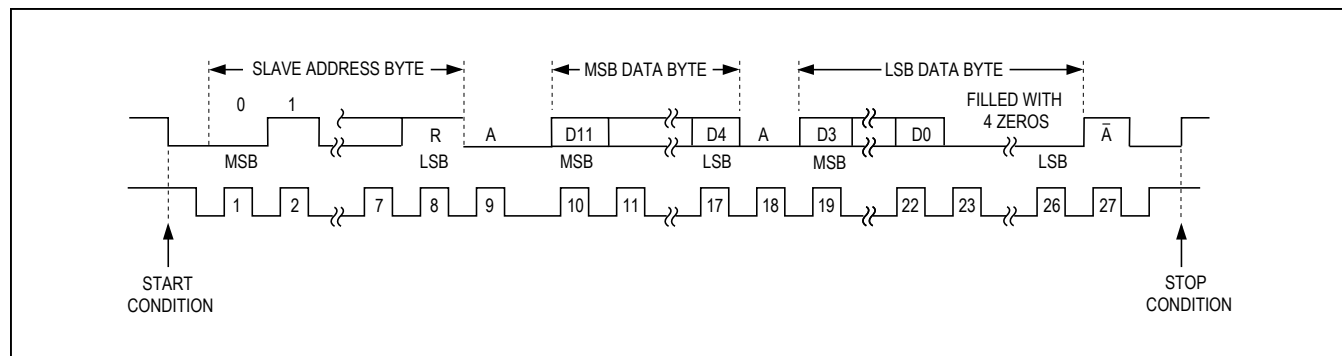 SLAVE ADDRESS BYTE MSB DATA BYTE LSB DATA BYTE
0 1 FILLED WITH
4 ZEROS
R A D11 D4 A D3 D0 A̅
MSB LSB MSB LSB MSB LSB
1 2 7 8 9 10 11 17 18 19 22 23 26 27
START
CONDITION
STOP
CONDITION